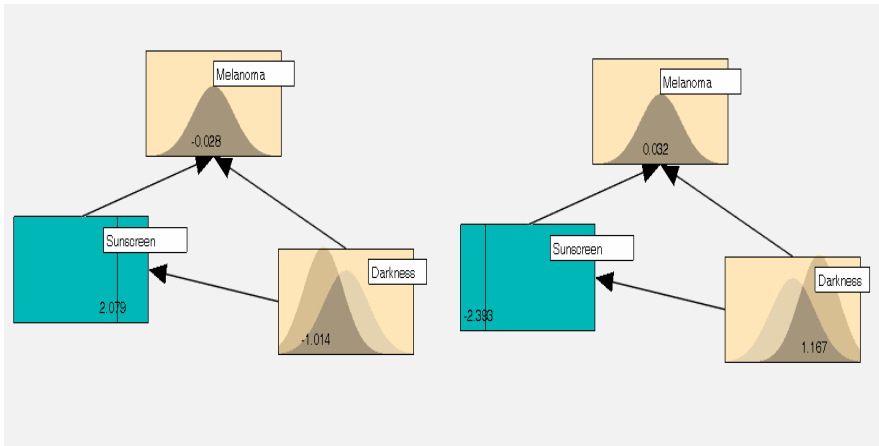 Melanoma
-0.028
Sunscreen
2.079
Darkness
-1.014
Melanoma
0.032
Sunscreen
-2.393
Darkness
1.167